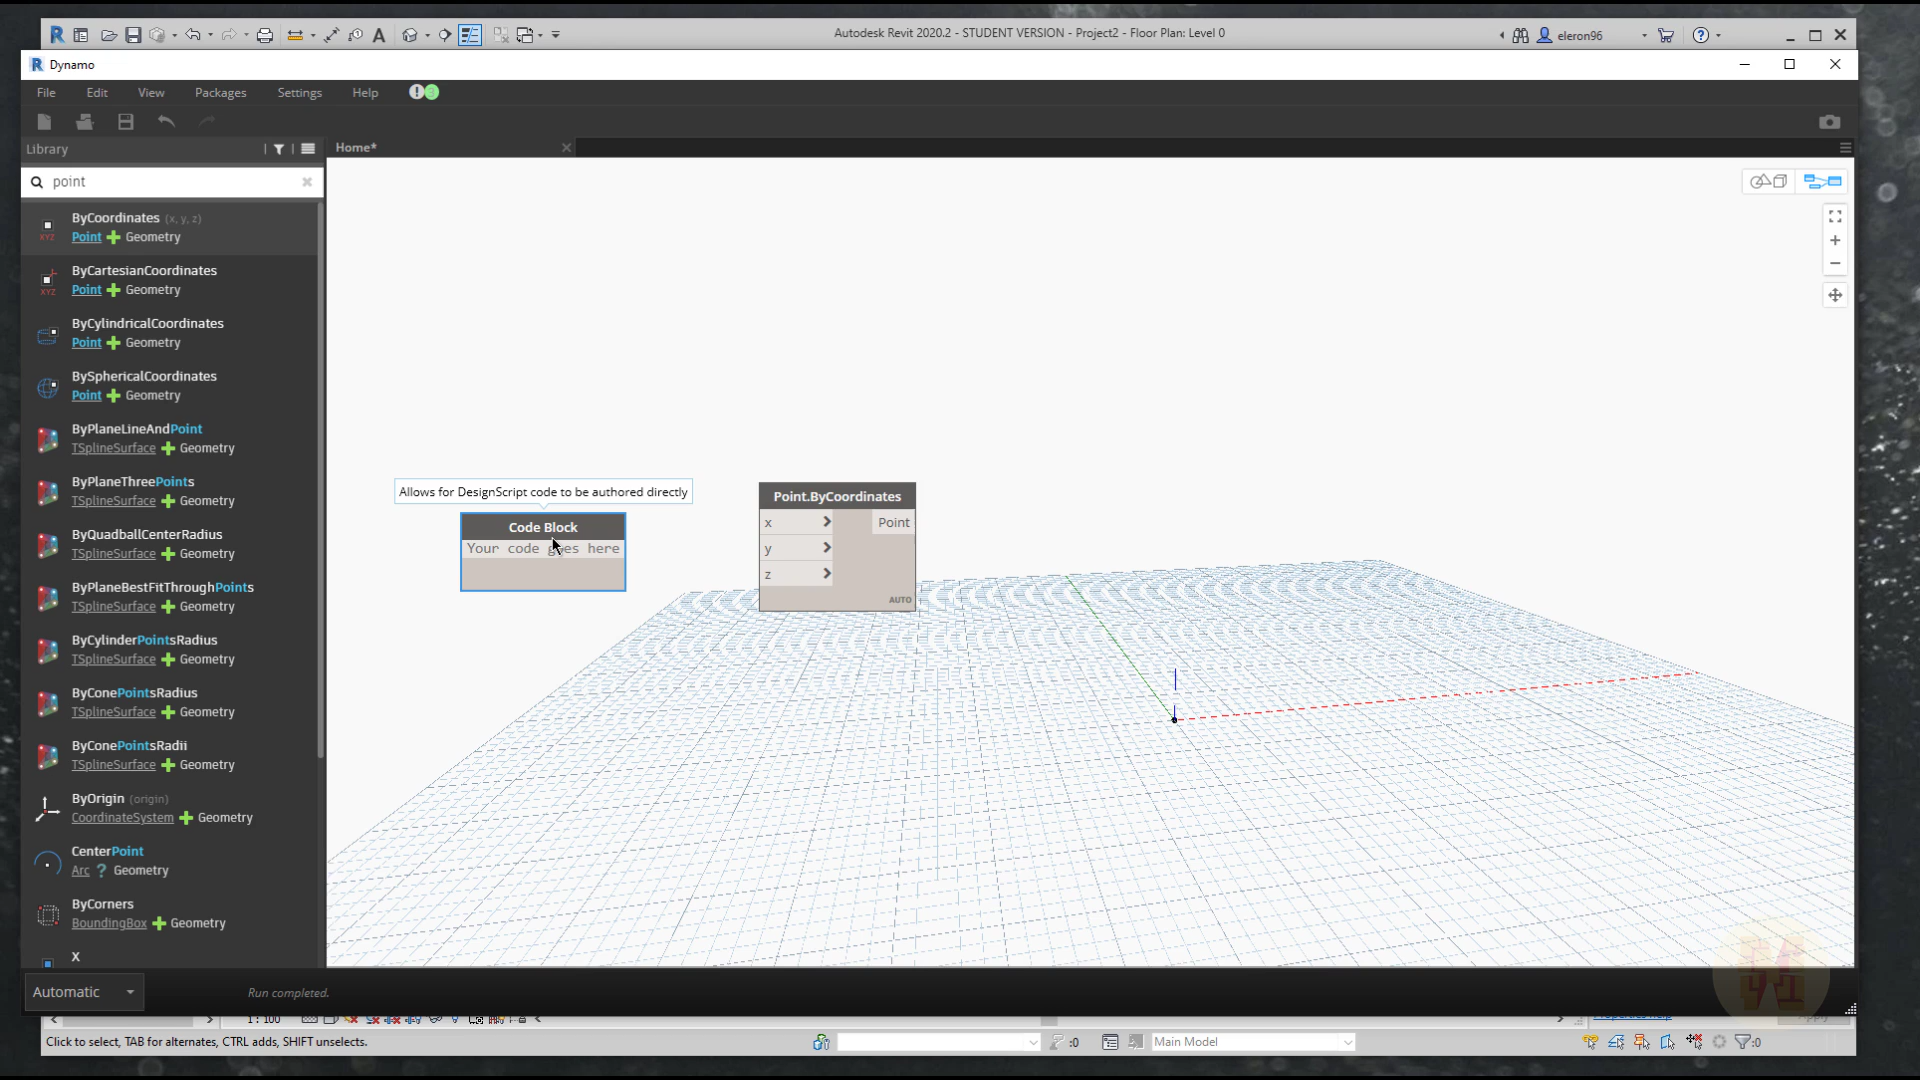 Autodesk Revit 2020.2 - STUDENT VERSION - Project2 - Floor Plan: Level 0
eleron96
Dynamo
File Edit View Packages Settings Help
Library
Home*
point
ByCoordinates (x, y, z)
Point Geometry
ByCartesianCoordinates
Point Geometry
ByCylindricalCoordinates
Point Geometry
BySphericalCoordinates
Point Geometry
ByPlaneLineAndPoint
TSplineSurface Geometry
ByPlaneThreePoints
TSplineSurface Geometry
ByQuadballCenterRadius
TSplineSurface Geometry
ByPlaneBestFitThroughPoints
TSplineSurface Geometry
ByCylinderPointsRadius
TSplineSurface Geometry
ByConePointsRadius
TSplineSurface Geometry
ByConePointsRadii
TSplineSurface Geometry
ByOrigin (origin)
CoordinateSystem Geometry
CenterPoint
Arc ? Geometry
ByCorners
BoundingBox Geometry
X
Allows for DesignScript code to be authored directly
Code Block
Your code goes here
Point.ByCoordinates
x Point
y
z
AUTO
Automatic
Run completed.
1 : 100
Properties help
Apply
Click to select, TAB for alternates, CTRL adds, SHIFT unselects.
:0
Main Model
:0